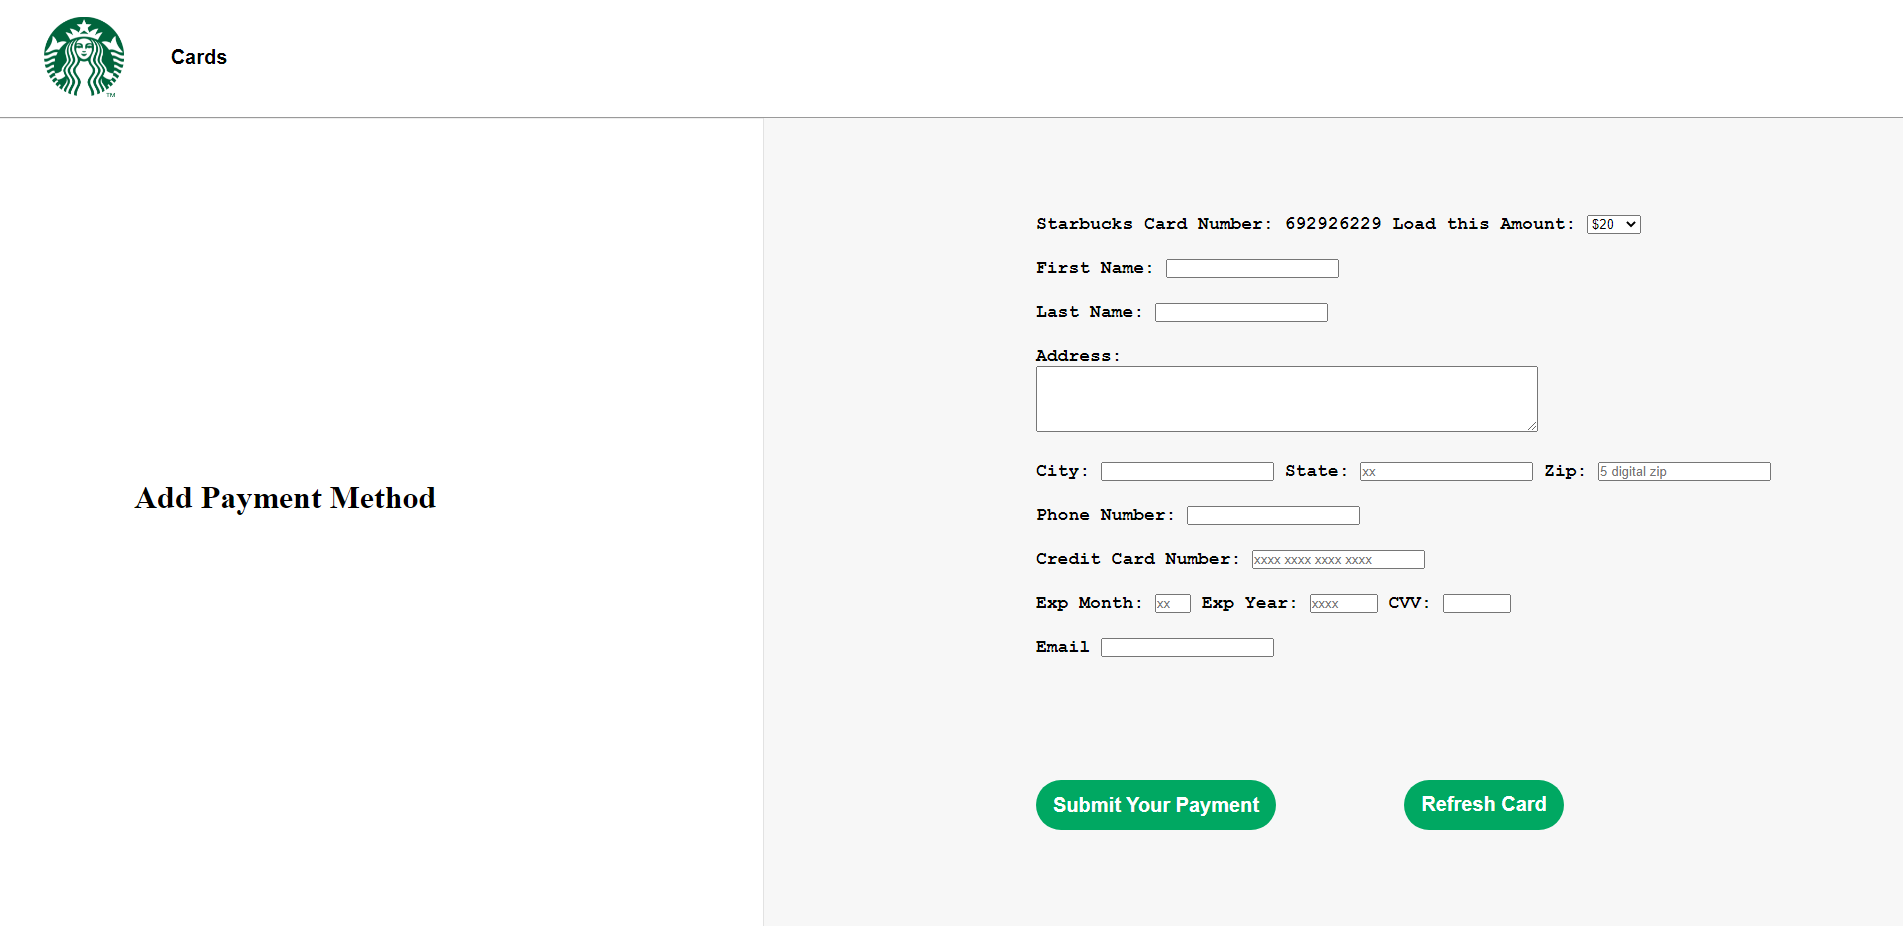 TM
Cards
Starbucks Card Number: 692926229 Load this Amount: $20
First Name:
Last Name:
Address:
Add Payment Method
City: State: xx Zip: 5 digital zip
Phone Number:
Credit Card Number: xxxx xxxx xxxx xxxx
Exp Month: xx Exp Year: xxxx CVV:
Email
Submit Your Payment Refresh Card